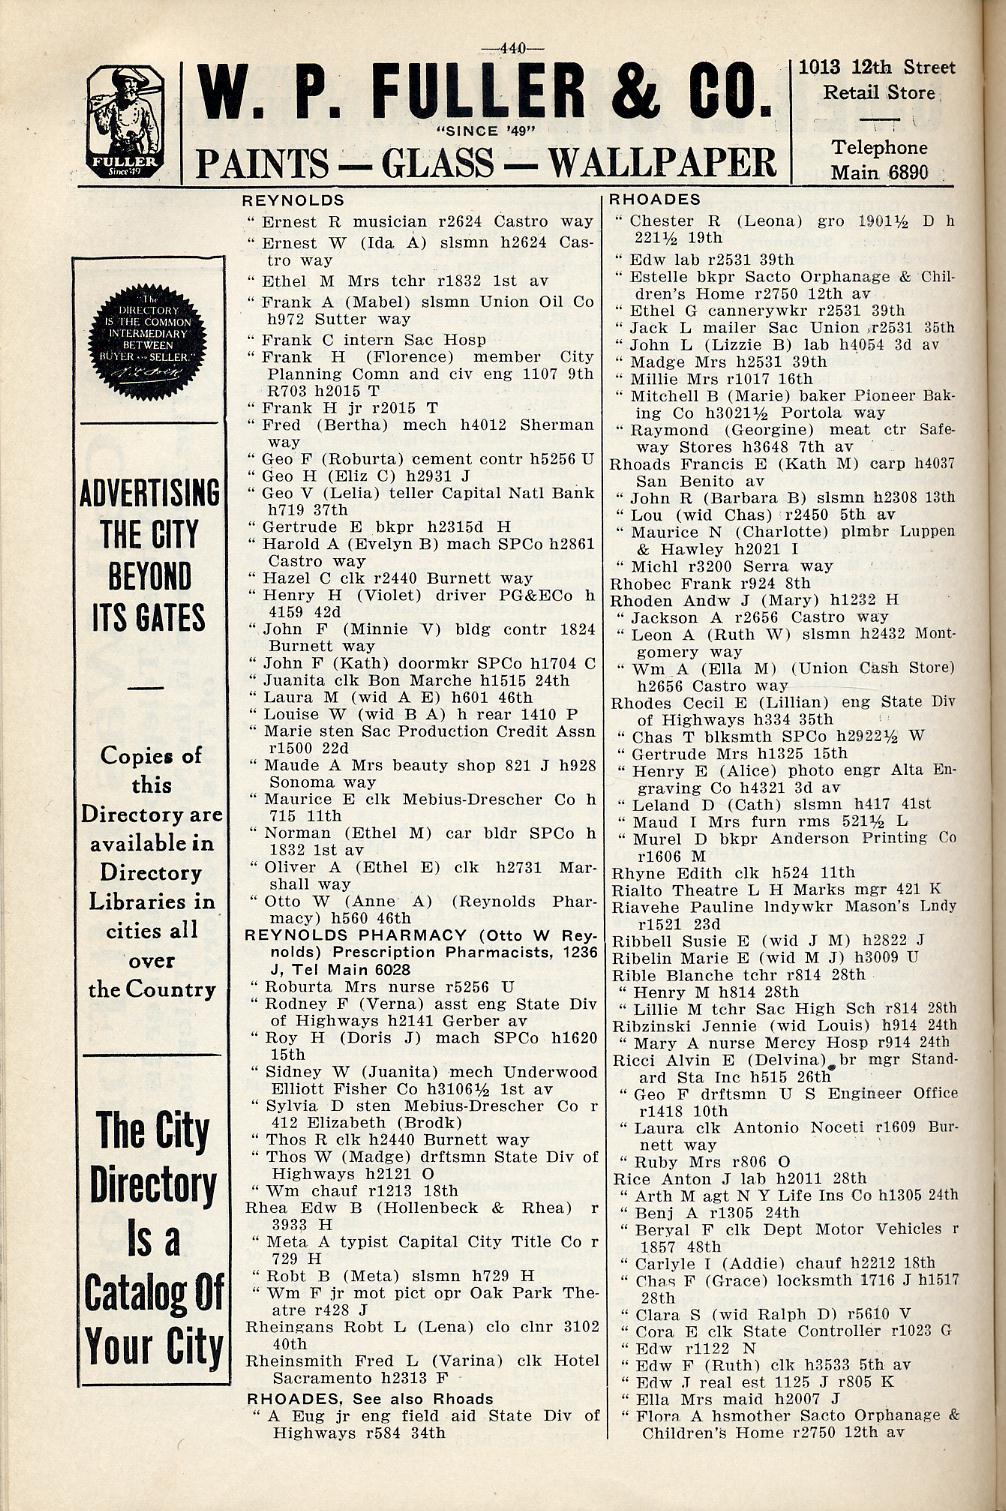 —440—
FULLER
Since '49
W. P. FULLER & CO.
"SINCE '49"
PAINTS — GLASS — WALLPAPER
1013 12th Street
Retail Store
Telephone
Main 6890
"The
DIRECTORY
IS THE COMMON
INTERMEDIARY
BETWEEN
BUYER and SELLER."
ADVERTISING
THE CITY
BEYOND
ITS GATES
Copies of
this
Directory are
available in
Directory
Libraries in
cities all
over
the Country
The City
Directory
Is a
Catalog Of
Your City
REYNOLDS
" Ernest R musician r2624 Castro way
" Ernest W (Ida A) slsmn h2624 Cas-
tro way
" Ethel M Mrs tchr r1832 1st av
" Frank A (Mabel) slsmn Union Oil Co
h972 Sutter way
" Frank C intern Sac Hosp
" Frank H (Florence) member City
Planning Comn and civ eng 1107 9th
R703 h2015 T
" Frank H jr r2015 T
" Fred (Bertha) mech h4012 Sherman
way
" Geo F (Roburta) cement contr h5256 U
" Geo H (Eliz C) h2931 J
" Geo V (Lelia) teller Capital Natl Bank
h719 37th
" Gertrude E bkpr h2315d H
" Harold A (Evelyn B) mach SPCo h2861
Castro way
" Hazel C clk r2440 Burnett way
" Henry H (Violet) driver PG&ECo h
4159 42d
" John F (Minnie V) bldg contr 1824
Burnett way
" John F (Kath) doormkr SPCo h1704 C
" Juanita clk Bon Marche h1515 24th
" Laura M (wid A E) h601 46th
" Louise W (wid B A) h rear 1410 P
" Marie sten Sac Production Credit Assn
r1500 22d
" Maude A Mrs beauty shop 821 J h928
Sonoma way
" Maurice E clk Mebius-Drescher Co h
715 11th
" Norman (Ethel M) car bldr SPCo h
1832 1st av
" Oliver A (Ethel E) clk h2731 Mar-
shall way
" Otto W (Anne A) (Reynolds Phar-
macy) h560 46th
REYNOLDS PHARMACY (Otto W Rey-
nolds) Prescription Pharmacists, 1236
J, Tel Main 6028
" Roburta Mrs nurse r5256 U
" Rodney F (Verna) asst eng State Div
of Highways h2141 Gerber av
" Roy H (Doris J) mach SPCo h1620
15th
" Sidney W (Juanita) mech Underwood
Elliott Fisher Co h3106½ 1st av
" Sylvia D sten Mebius-Drescher Co r
412 Elizabeth (Brodk)
" Thos R clk h2440 Burnett way
" Thos W (Madge) drftsmn State Div of
Highways h2121 O
" Wm chauf r1213 18th
Rhea Edw B (Hollenbeck & Rhea) r
3933 H
" Meta A typist Capital City Title Co r
729 H
" Robt B (Meta) slsmn h729 H
" Wm F jr mot pict opr Oak Park The-
atre r428 J
Rheingans Robt L (Lena) clo clnr 3102
40th
Rheinsmith Fred L (Varina) clk Hotel
Sacramento h2313 F
RHOADES, See also Rhoads
" A Eug jr eng field aid State Div of
Highways r584 34th
RHOADES
" Chester R (Leona) gro 1901½ D h
221½ 19th
" Edw lab r2531 39th
" Estelle bkpr Sacto Orphanage & Chil-
dren's Home r2750 12th av
" Ethel G cannerywkr r2531 39th
" Jack L mailer Sac Union r2531 35th
" John L (Lizzie B) lab h4054 3d av
" Madge Mrs h2531 39th
" Millie Mrs r1017 16th
" Mitchell B (Marie) baker Pioneer Bak-
ing Co h3021½ Portola way
" Raymond (Georgine) meat ctr Safe-
way Stores h3648 7th av
Rhoads Francis E (Kath M) carp h4037
San Benito av
" John R (Barbara B) slsmn h2308 13th
" Lou (wid Chas) r2450 5th av
" Maurice N (Charlotte) plmbr Luppen
& Hawley h2021 I
" Michl r3200 Serra way
Rhobec Frank r924 8th
Rhoden Andw J (Mary) h1232 H
" Jackson A r2656 Castro way
" Leon A (Ruth W) slsmn h2432 Mont-
gomery way
" Wm A (Ella M) (Union Cash Store)
h2656 Castro way
Rhodes Cecil E (Lillian) eng State Div
of Highways h334 35th
" Chas T blksmth SPCo h2922½ W
" Gertrude Mrs h1325 15th
" Henry E (Alice) photo engr Alta En-
graving Co h4321 3d av
" Leland D (Cath) slsmn h417 41st
" Maud I Mrs furn rms 521½ L
" Murel D bkpr Anderson Printing Co
r1606 M
Rhyne Edith clk h524 11th
Rialto Theatre L H Marks mgr 421 K
Riavehe Pauline lndywkr Mason's Lndy
r1521 23d
Ribbell Susie E (wid J M) h2822 J
Ribelin Marie E (wid M J) h3009 U
Rible Blanche tchr r814 28th
" Henry M h814 28th
" Lillie M tchr Sac High Sch r814 28th
Ribzinski Jennie (wid Louis) h914 24th
" Mary A nurse Mercy Hosp r914 24th
Ricci Alvin E (Delvina) br mgr Stand-
ard Sta Inc h515 26th
" Geo F drftsmn U S Engineer Office
r1418 10th
" Laura clk Antonio Noceti r1609 Bur-
nett way
" Ruby Mrs r806 O
Rice Anton J lab h2011 28th
" Arth M agt N Y Life Ins Co h1305 24th
" Benj A r1305 24th
" Beryal F clk Dept Motor Vehicles r
1857 48th
" Carlyle I (Addie) chauf h2212 18th
" Chas F (Grace) locksmth 1716 J h1517
28th
" Clara S (wid Ralph D) r5610 V
" Cora E clk State Controller r1023 G
" Edw r1122 N
" Edw F (Ruth) clk h3533 5th av
" Edw J real est 1125 J r805 K
" Ella Mrs maid h2007 J
" Flora A hsmother Sacto Orphanage &
Children's Home r2750 12th av